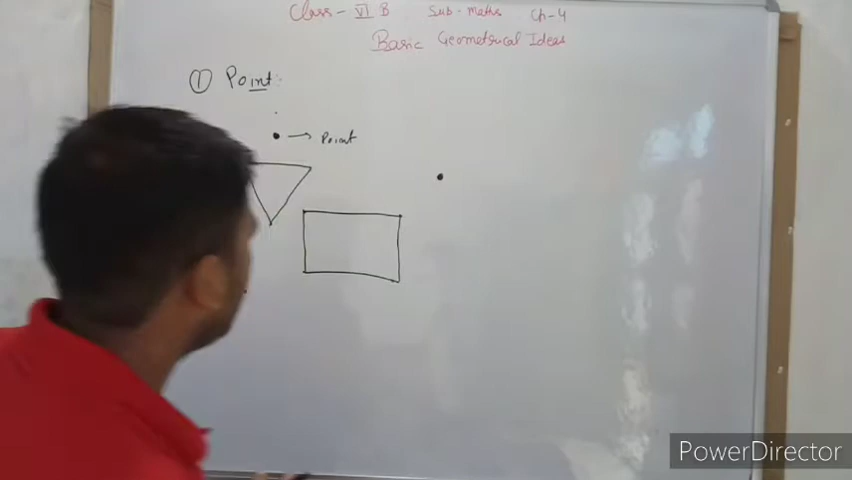 Class - VI B Sub - Maths Ch - 4
Basic Geometrical Ideas
① Point :
→ Point
PowerDirector